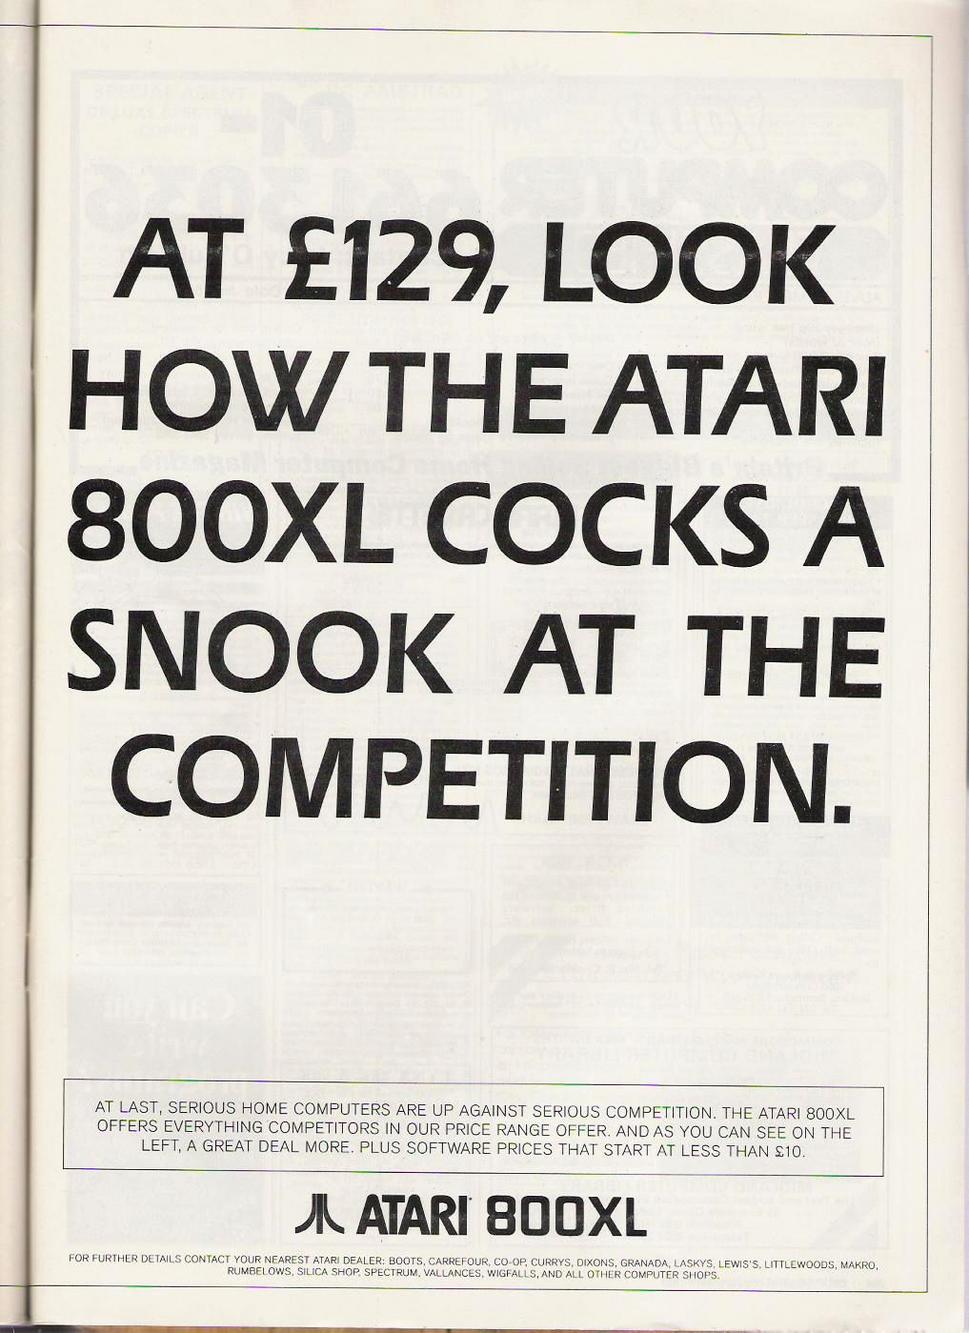 AT £129, LOOK
HOW THE ATARI
800XL COCKS A
SNOOK AT THE
COMPETITION.
AT LAST, SERIOUS HOME COMPUTERS ARE UP AGAINST SERIOUS COMPETITION. THE ATARI 800XL
OFFERS EVERYTHING COMPETITORS IN OUR PRICE RANGE OFFER. AND AS YOU CAN SEE ON THE
LEFT, A GREAT DEAL MORE. PLUS SOFTWARE PRICES THAT START AT LESS THAN £10.
ATARI 800XL
FOR FURTHER DETAILS CONTACT YOUR NEAREST ATARI DEALER: BOOTS, CARREFOUR, CO-OP, CURRYS, DIXONS, GRANADA, LASKYS, LEWIS'S, LITTLEWOODS, MAKRO,
RUMBELOWS, SILICA SHOP, SPECTRUM, VALLANCES, WIGFALLS, AND ALL OTHER COMPUTER SHOPS.